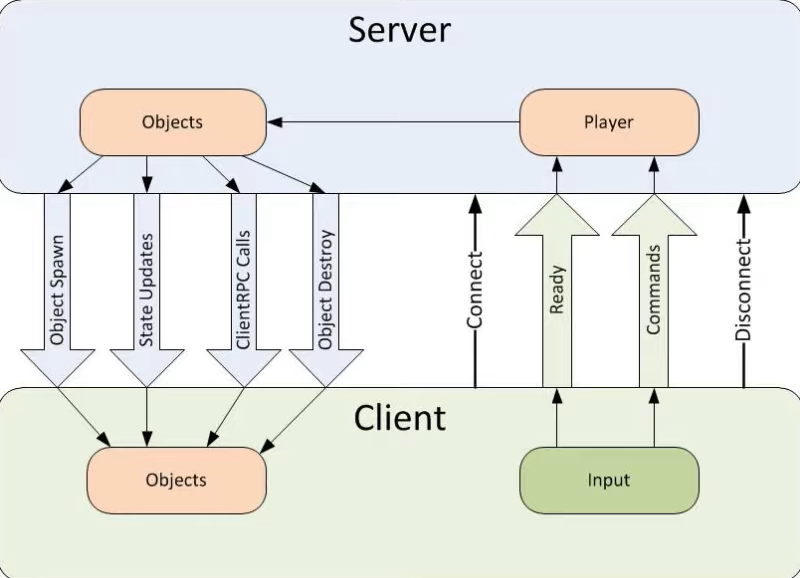 Server
Objects
Player
Object Spawn
State Updates
ClientRPC Calls
Object Destroy
Connect
Ready
Commands
Disconnect
Client
Objects
Input